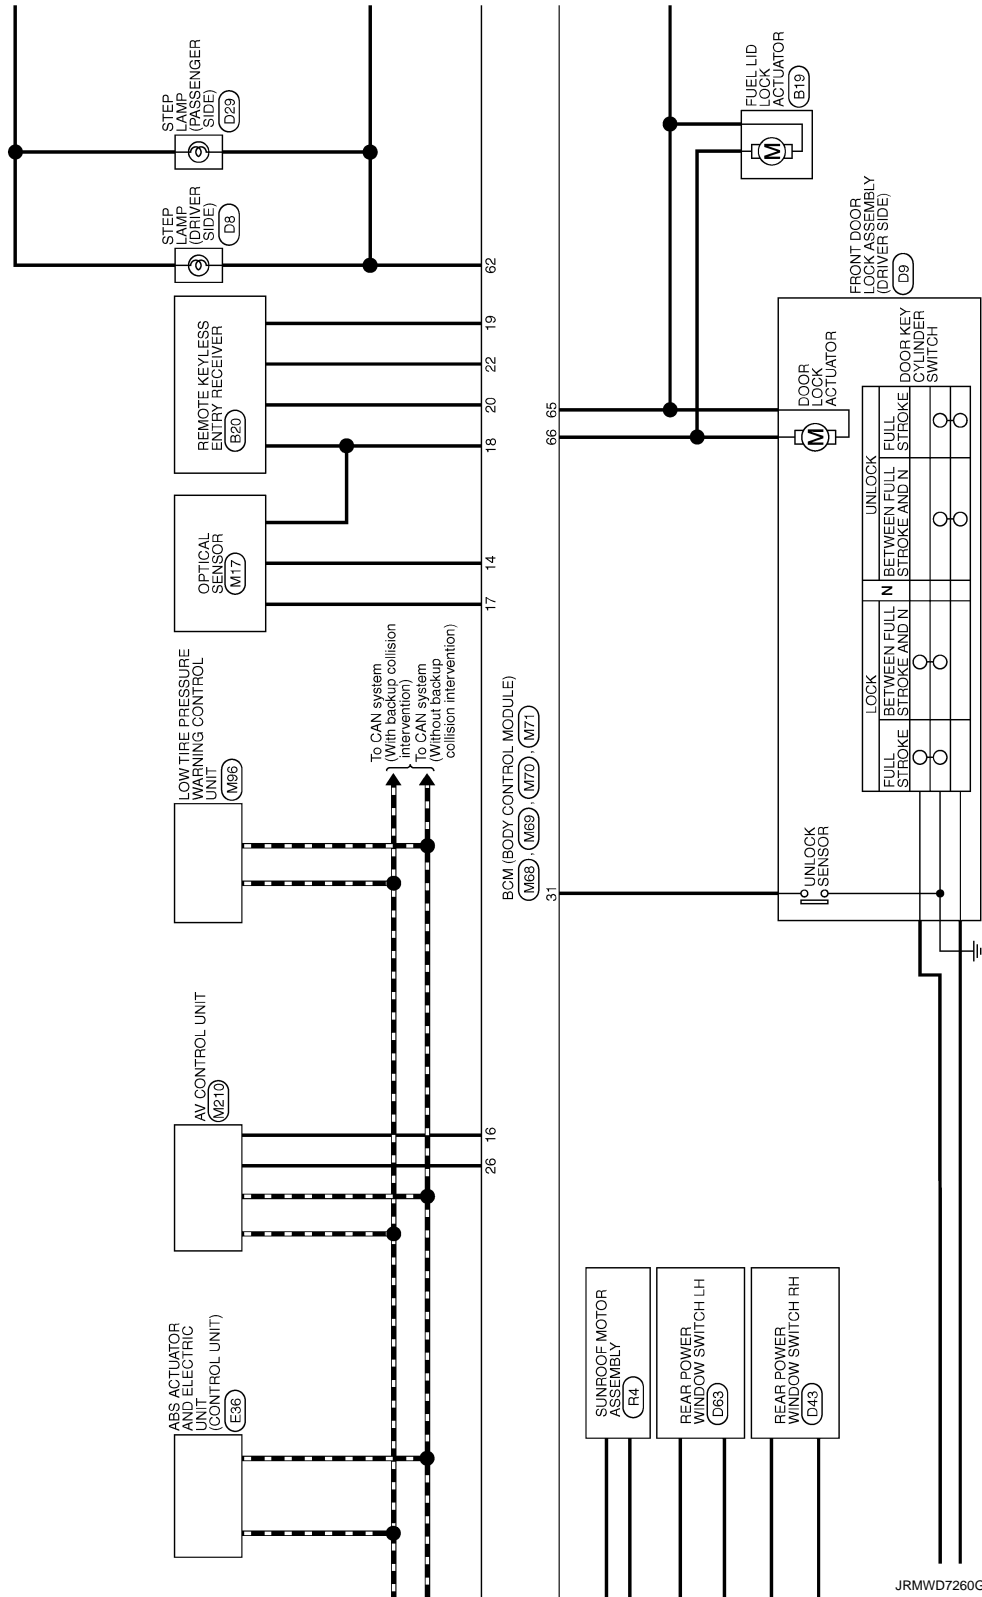 ABS ACTUATOR
AND ELECTRIC
UNIT
(CONTROL UNIT)
E36
AV CONTROL UNIT
M210
LOW TIRE PRESSURE
WARNING CONTROL
UNIT
M96
OPTICAL
SENSOR
M17
REMOTE KEYLESS
ENTRY RECEIVER
B20
STEP
LAMP
(DRIVER
SIDE)
D8
STEP
LAMP
(PASSENGER
SIDE)
D29
To CAN system
(With backup collision
intervention)
To CAN system
(Without backup
collision intervention)
26
16
17
14
18
20
22
19
62
BCM (BODY CONTROL MODULE)
M68 , M69 , M70 , M71
31
66
65
SUNROOF MOTOR
ASSEMBLY
R4
REAR POWER
WINDOW SWITCH LH
D63
REAR POWER
WINDOW SWITCH RH
D43
FUEL LID
LOCK
ACTUATOR
B19
M
FRONT DOOR
LOCK ASSEMBLY
(DRIVER SIDE)
D9
UNLOCK
SENSOR
DOOR
LOCK
ACTUATOR
M
LOCK
N
UNLOCK
FULL
STROKE
BETWEEN FULL
STROKE AND N
BETWEEN FULL
STROKE AND N
FULL
STROKE
DOOR KEY
CYLINDER
SWITCH
JRMWD7260G